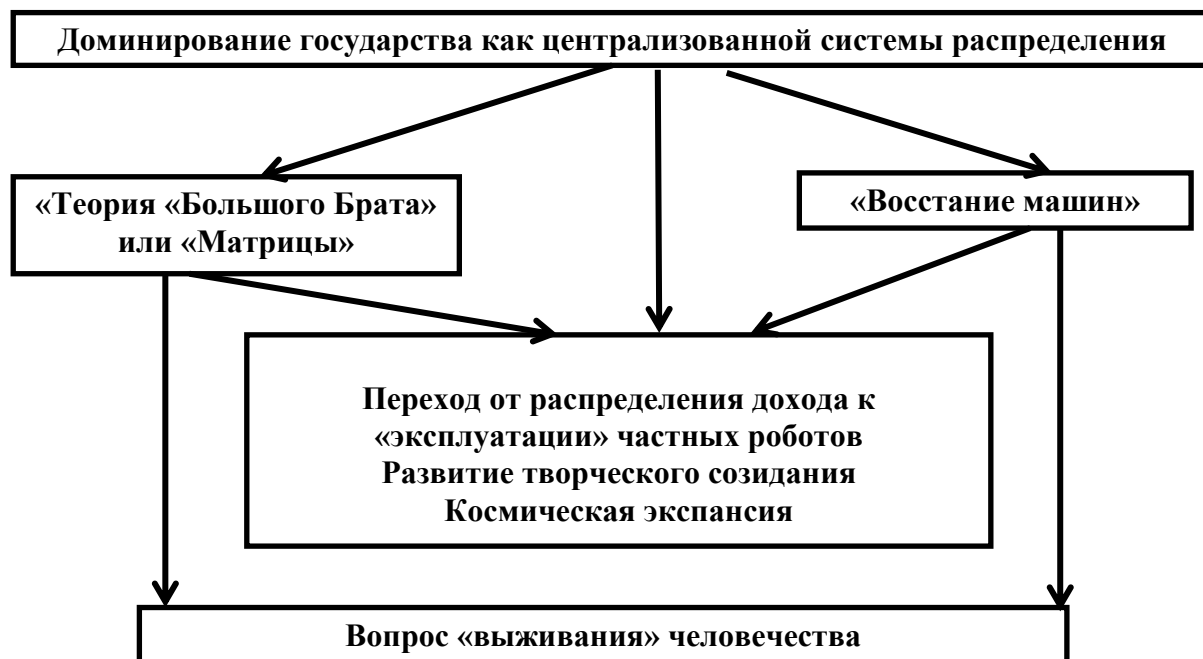 Доминирование государства как централизованной системы распределения
«Теория «Большого Брата»
или «Матрицы»
«Восстание машин»
Переход от распределения дохода к
«эксплуатации» частных роботов
Развитие творческого созидания
Космическая экспансия
Вопрос «выживания» человечества